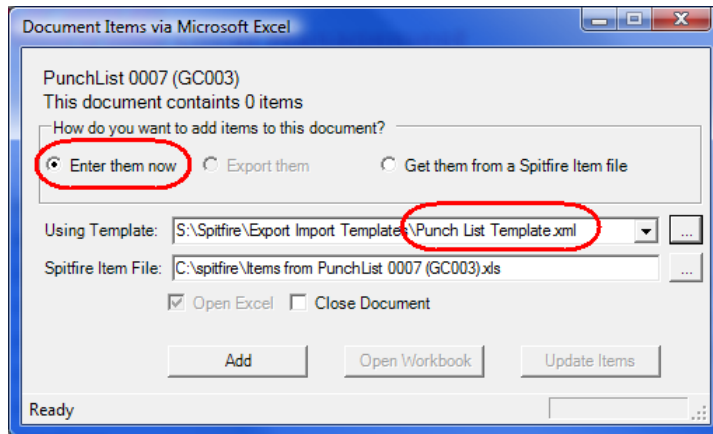 Document Items via Microsoft Excel
PunchList 0007 (GC003)
This document containts 0 items
How do you want to add items to this document?
Enter them now Export them Get them from a Spitfire Item file
Using Template: S:\Spitfire\Export Import Templates\Punch List Template.xml ...
Spitfire Item File: C:\spitfire\Items from PunchList 0007 (GC003).xls ...
Open Excel Close Document
Add Open Workbook Update Items
Ready